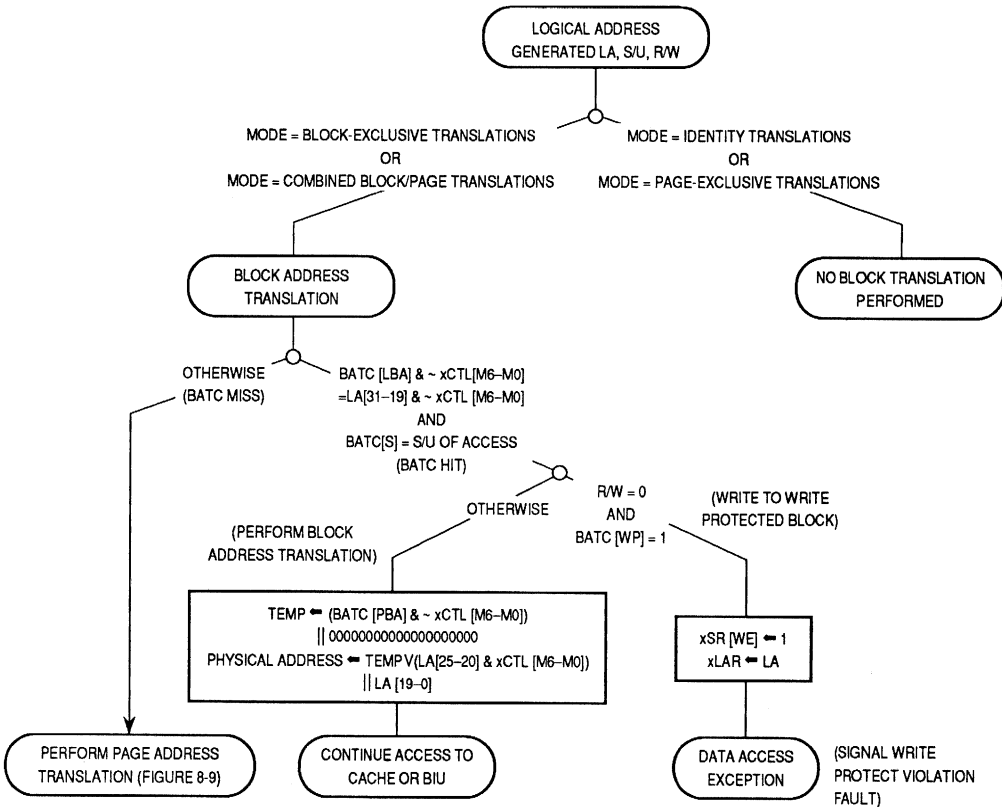 LOGICAL ADDRESS
GENERATED LA, S/U, R/W
MODE = BLOCK-EXCLUSIVE TRANSLATIONS
OR
MODE = COMBINED BLOCK/PAGE TRANSLATIONS
MODE = IDENTITY TRANSLATIONS
OR
MODE = PAGE-EXCLUSIVE TRANSLATIONS
BLOCK ADDRESS
TRANSLATION
NO BLOCK TRANSLATION
PERFORMED
OTHERWISE
(BATC MISS)
BATC [LBA] & ~ xCTL[M6–M0]
=LA[31–19] & ~ xCTL [M6–M0]
AND
BATC[S] = S/U OF ACCESS
(BATC HIT)
OTHERWISE
R/W = 0
AND
BATC [WP] = 1
(WRITE TO WRITE
PROTECTED BLOCK)
(PERFORM BLOCK
ADDRESS TRANSLATION)
TEMP ⬅ (BATC [PBA] & ~ xCTL [M6–M0])
|| 00000000000000000000
PHYSICAL ADDRESS ⬅ TEMP V(LA[25–20] & xCTL [M6–M0])
|| LA [19–0]
xSR [WE] ⬅ 1
xLAR ⬅ LA
PERFORM PAGE ADDRESS
TRANSLATION (FIGURE 8-9)
CONTINUE ACCESS TO
CACHE OR BIU
DATA ACCESS
EXCEPTION
(SIGNAL WRITE
PROTECT VIOLATION
FAULT)